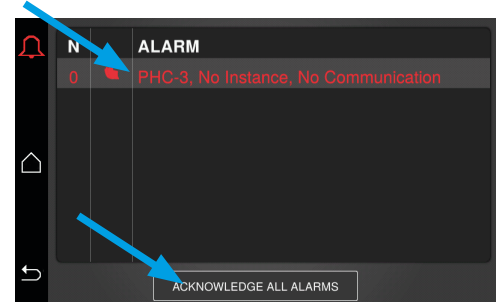 N ALARM
0 PHC-3, No Instance, No Communication
ACKNOWLEDGE ALL ALARMS